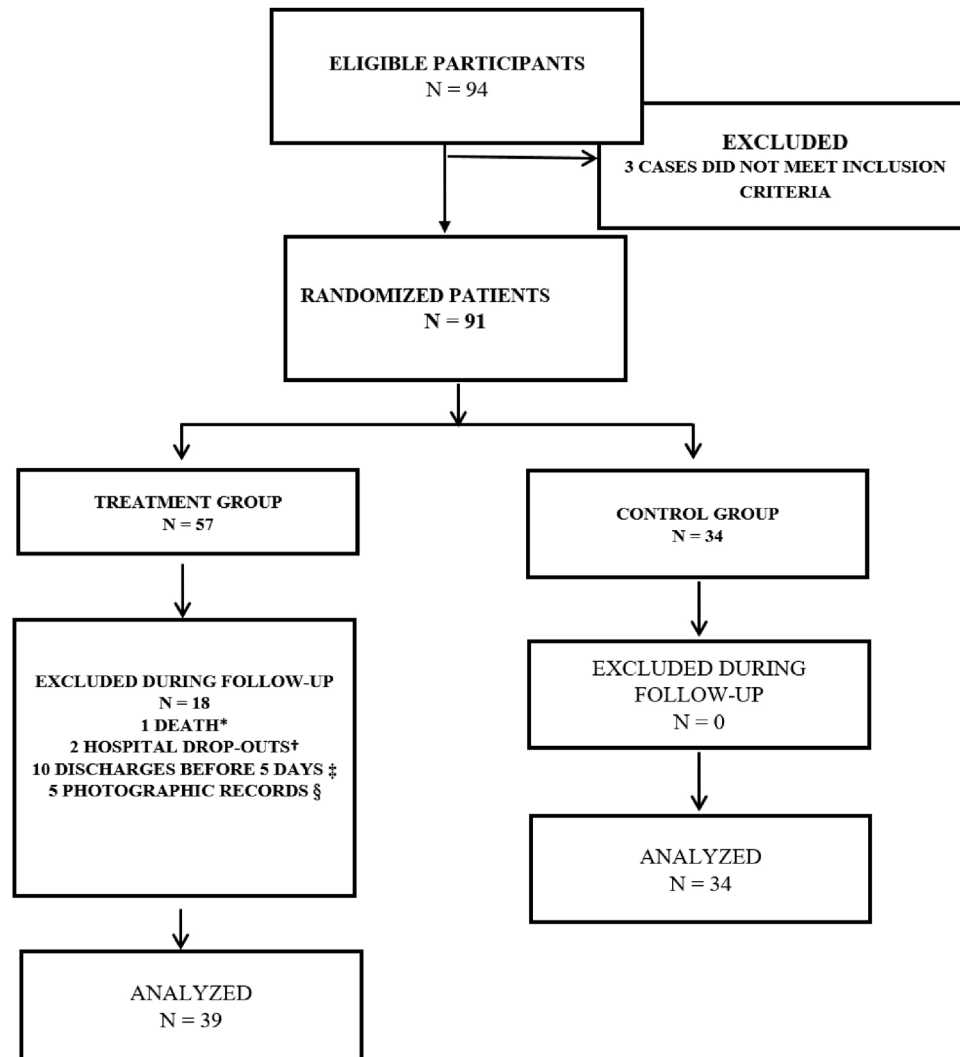 ELIGIBLE PARTICIPANTS
N = 94
EXCLUDED
3 CASES DID NOT MEET INCLUSION
CRITERIA
RANDOMIZED PATIENTS
N = 91
TREATMENT GROUP
N = 57
CONTROL GROUP
N = 34
EXCLUDED DURING FOLLOW-UP
N = 18
1 DEATH*
2 HOSPITAL DROP-OUTS†
10 DISCHARGES BEFORE 5 DAYS ‡
5 PHOTOGRAPHIC RECORDS §
EXCLUDED DURING
FOLLOW-UP
N = 0
ANALYZED
N = 34
ANALYZED
N = 39